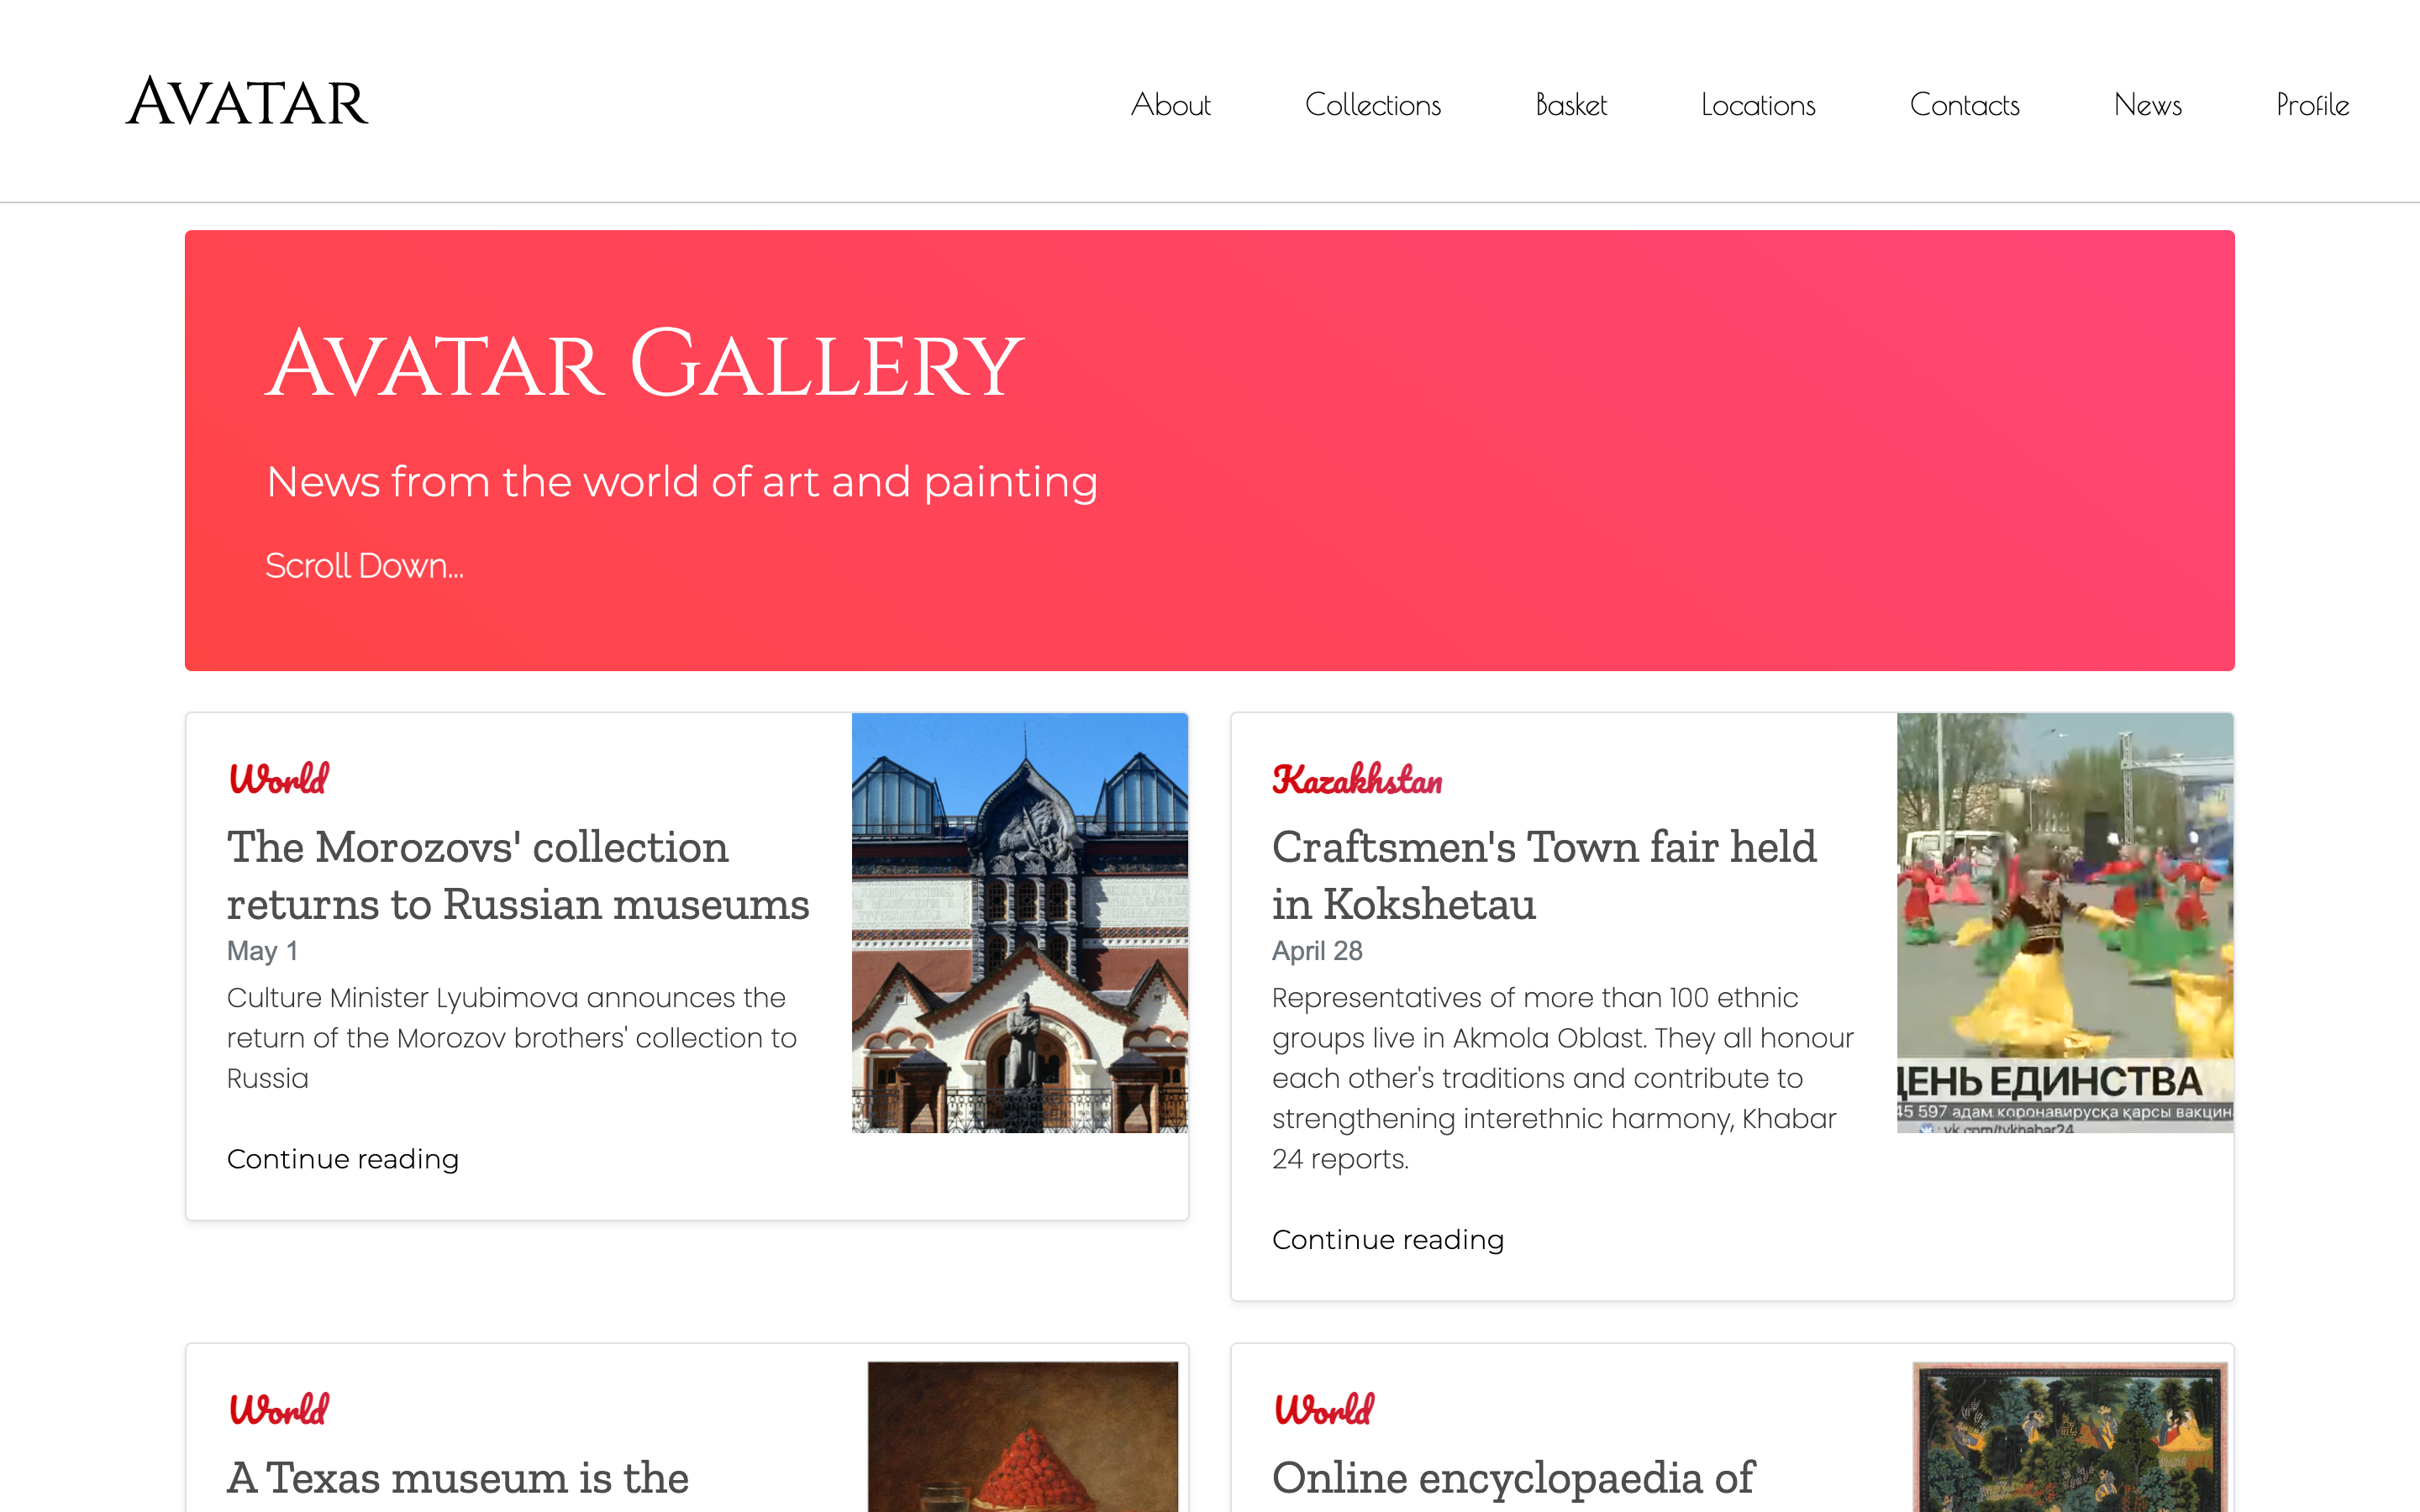 Avatar
About Collections Basket Locations Contacts News Profile
Avatar Gallery
News from the world of art and painting
Scroll Down...
World
The Morozovs' collection
returns to Russian museums
May 1
Culture Minister Lyubimova announces the
return of the Morozov brothers' collection to
Russia
Continue reading
Kazakhstan
Craftsmen's Town fair held
in Kokshetau
April 28
Representatives of more than 100 ethnic
groups live in Akmola Oblast. They all honour
each other's traditions and contribute to
strengthening interethnic harmony, Khabar
24 reports.
Continue reading
ДЕНЬ ЕДИНСТВА
45 597 адам коронавирусқа қарсы вакцин
: vk.com/tvkhabar24
World
A Texas museum is the
World
Online encyclopaedia of